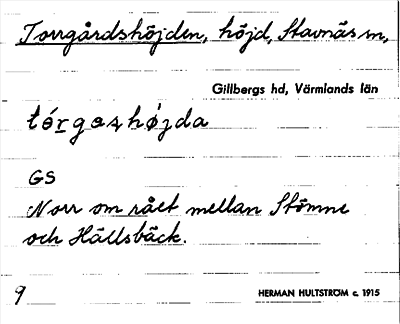 Torrgårdshöjden, höjd, Stavnäs sn,
Gillbergs hd, Värmlands län
GS
Norr om rået mellan Stömne
och Hällsbäck.
9
HERMAN HULTSTRÖM c. 1915